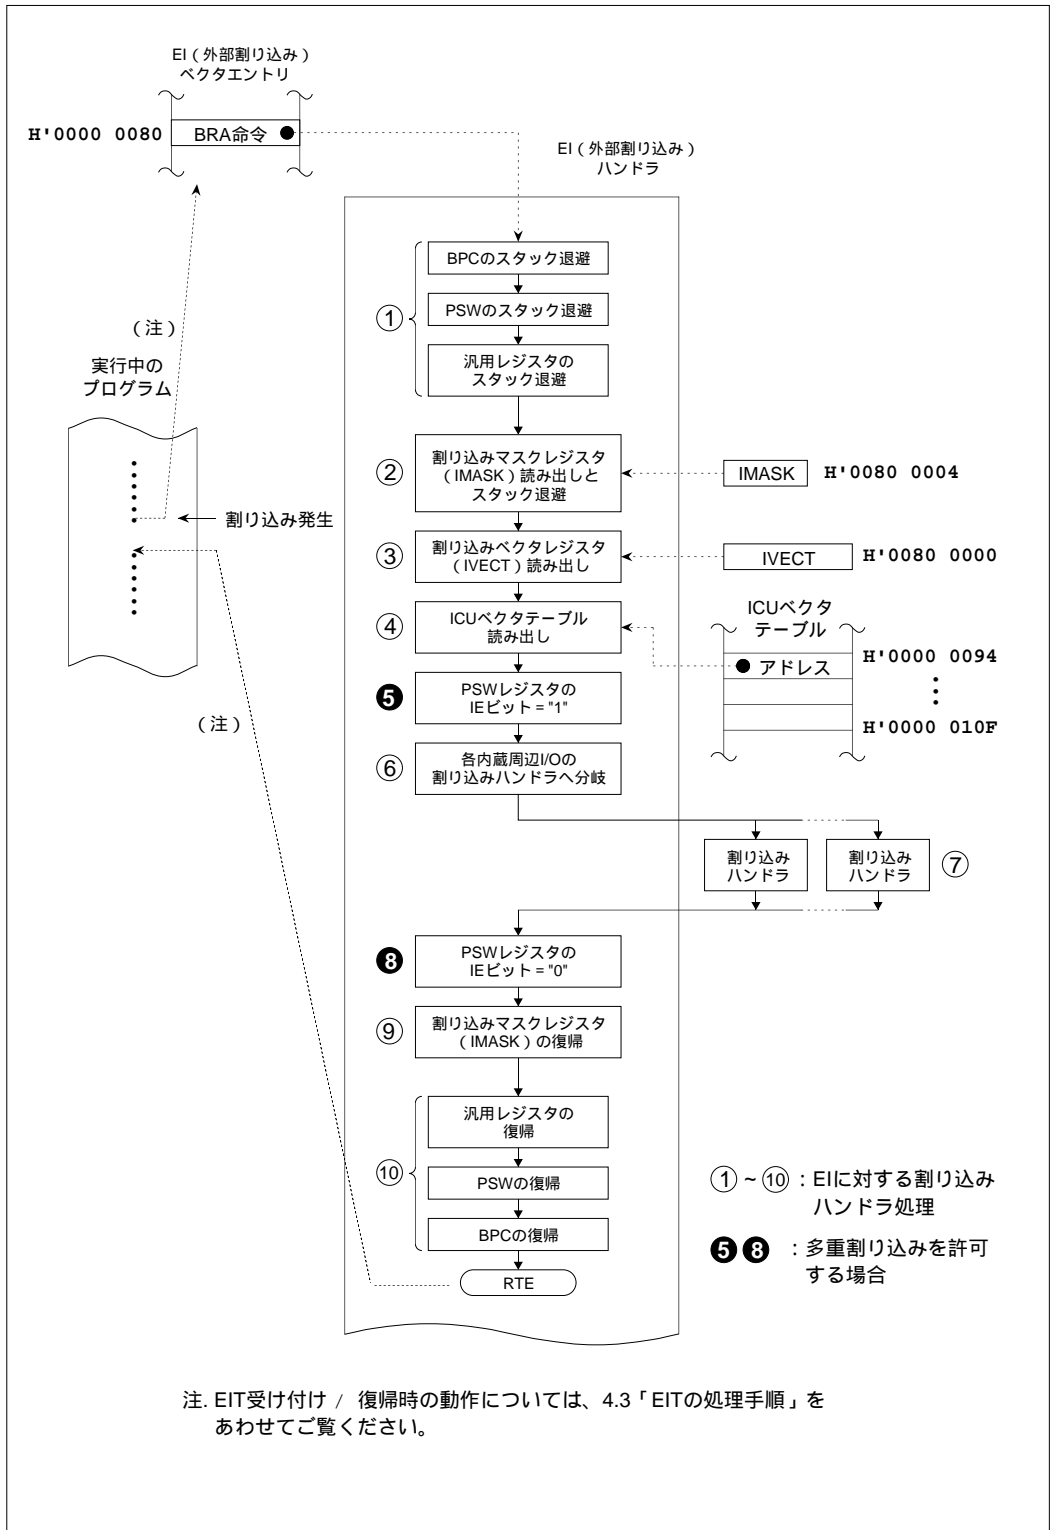 EI（外部割り込み）
ベクタエントリ
H'0000 0080
BRA命令
EI（外部割り込み）
ハンドラ
（注）
実行中の
プログラム
割り込み発生
（注）
①
BPCのスタック退避
PSWのスタック退避
汎用レジスタの
スタック退避
②
割り込みマスクレジスタ
（IMASK）読み出しと
スタック退避
IMASK
H'0080 0004
③
割り込みベクタレジスタ
（IVECT）読み出し
IVECT
H'0080 0000
④
ICUベクタテーブル
読み出し
ICUベクタ
テーブル
アドレス
H'0000 0094
H'0000 010F
❺
PSWレジスタの
IEビット = "1"
⑥
各内蔵周辺I/Oの
割り込みハンドラへ分岐
割り込み
ハンドラ
割り込み
ハンドラ
⑦
❽
PSWレジスタの
IEビット = "0"
⑨
割り込みマスクレジスタ
（IMASK）の復帰
⑩
汎用レジスタの
復帰
PSWの復帰
BPCの復帰
RTE
①～⑩：EIに対する割り込み
ハンドラ処理
❺❽：多重割り込みを許可
する場合
注. EIT受け付け / 復帰時の動作については、4.3「EITの処理手順」を
あわせてご覧ください。